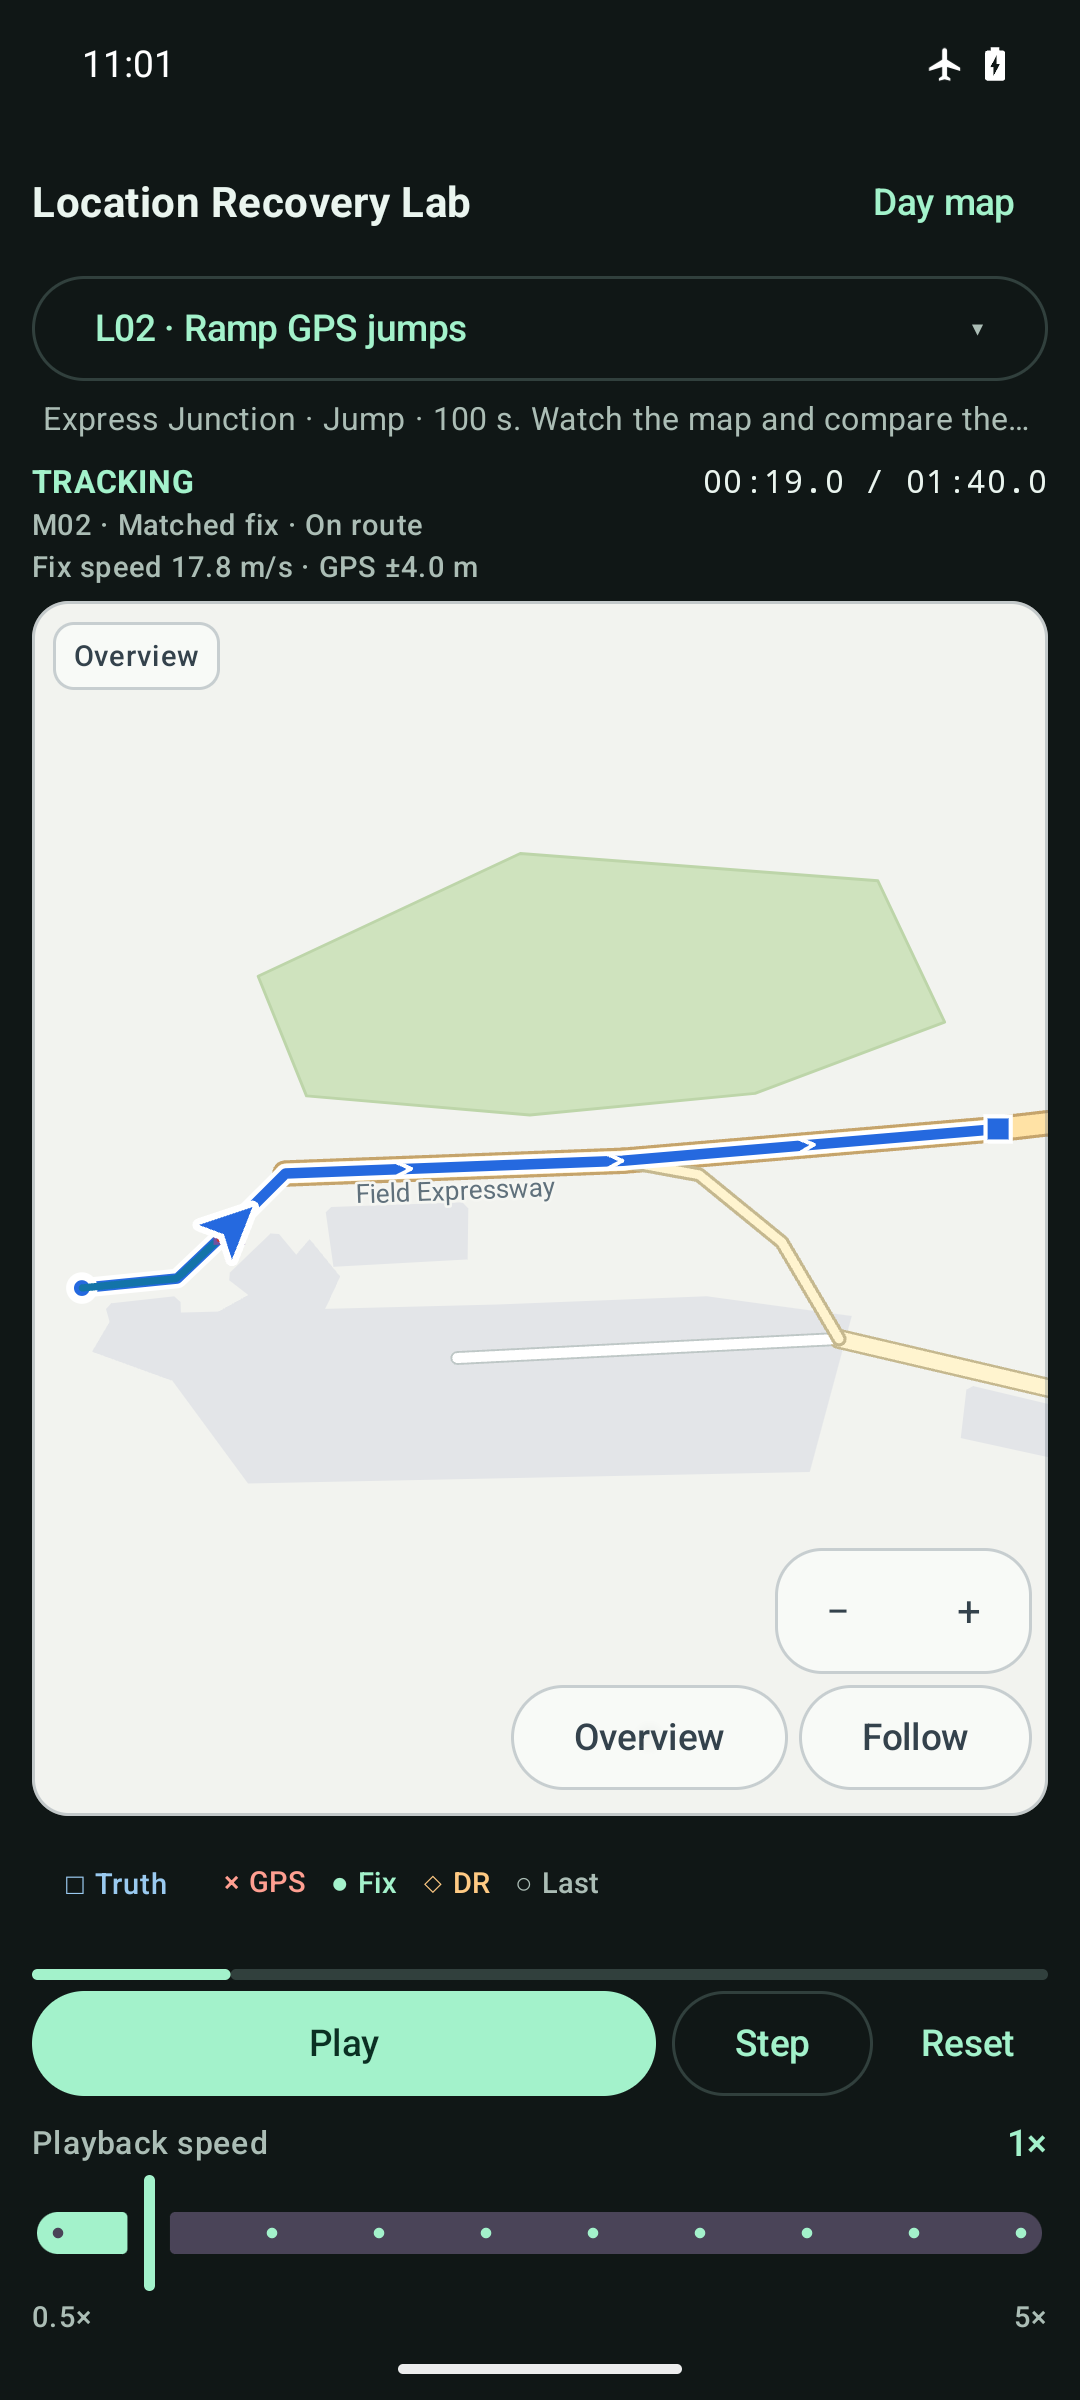 11:01
Location Recovery Lab
Day map
L02 · Ramp GPS jumps
Express Junction · Jump · 100 s. Watch the map and compare the…
TRACKING
00:19.0 / 01:40.0
M02 · Matched fix · On route
Fix speed 17.8 m/s · GPS ±4.0 m
Overview
Field Expressway
− +
Overview
Follow
□ Truth × GPS ● Fix ◇ DR ○ Last
Play
Step
Reset
Playback speed
1×
0.5×
5×